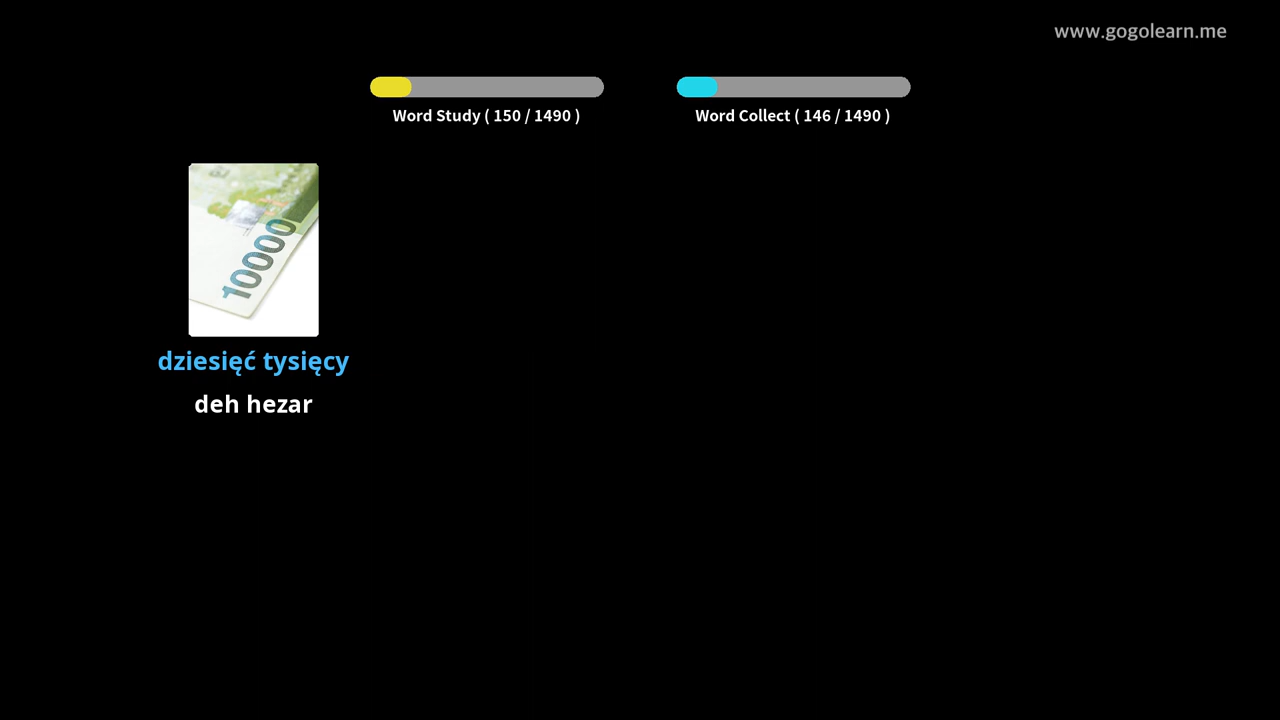 www.gogolearn.me
Word Study ( 150 / 1490 )
Word Collect ( 146 / 1490 )
10000
dziesięć tysięcy
deh hezar